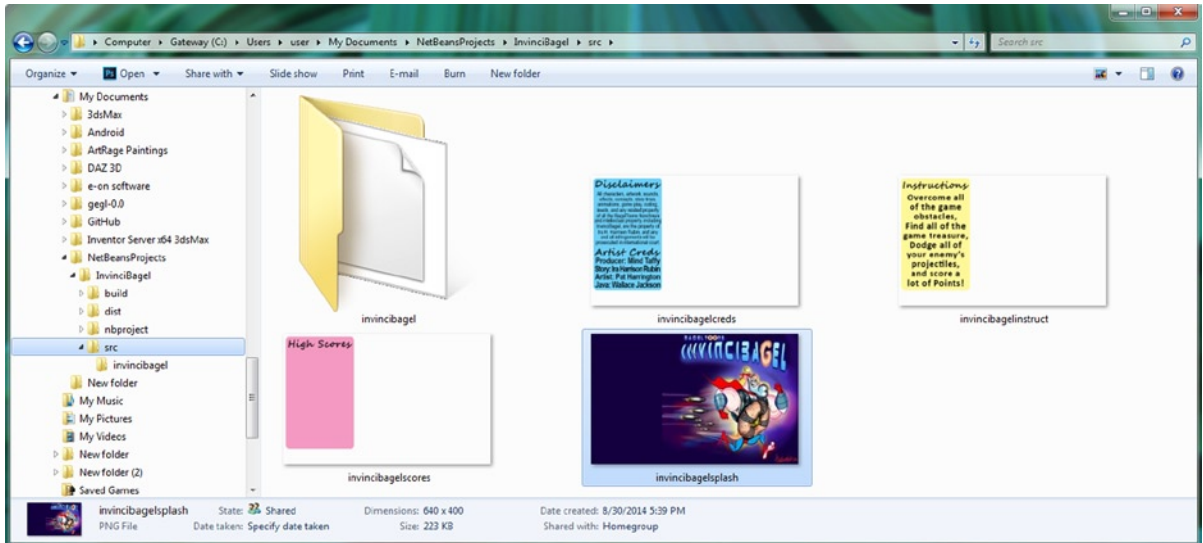 Computer ▸ Gateway (C:) ▸ Users ▸ user ▸ My Documents ▸ NetBeansProjects ▸ InvinciBagel ▸ src ▸
Search src
Organize Open Share with Slide show Print E-mail Burn New folder
My Documents
3dsMax
Android
ArtRage Paintings
DAZ 3D
e-on software
gegl-0.0
GitHub
Inventor Server x64 3dsMax
NetBeansProjects
InvinciBagel
build
dist
nbproject
src
invincibagel
New folder
My Music
My Pictures
My Videos
New folder
New folder (2)
Saved Games
invincibagel
Disclaimers
Artist Creds
Producer: Mind Taffy
Story: Ira Harrison Rubin
Artist: Pat Harrington
Java: Wallace Jackson
invincibagelcreds
Instructions
Overcome all
of the game
obstacles,
Find all of the
game treasure,
Dodge all of
your enemy's
projectiles,
and score a
lot of Points!
invincibagelinstruct
High Scores
invincibagelscores
INVINCIBAGEL
invincibagelsplash
invincibagelsplash State: Shared Dimensions: 640 x 400 Date created: 8/30/2014 5:39 PM
PNG File Date taken: Specify date taken Size: 223 KB Shared with: Homegroup